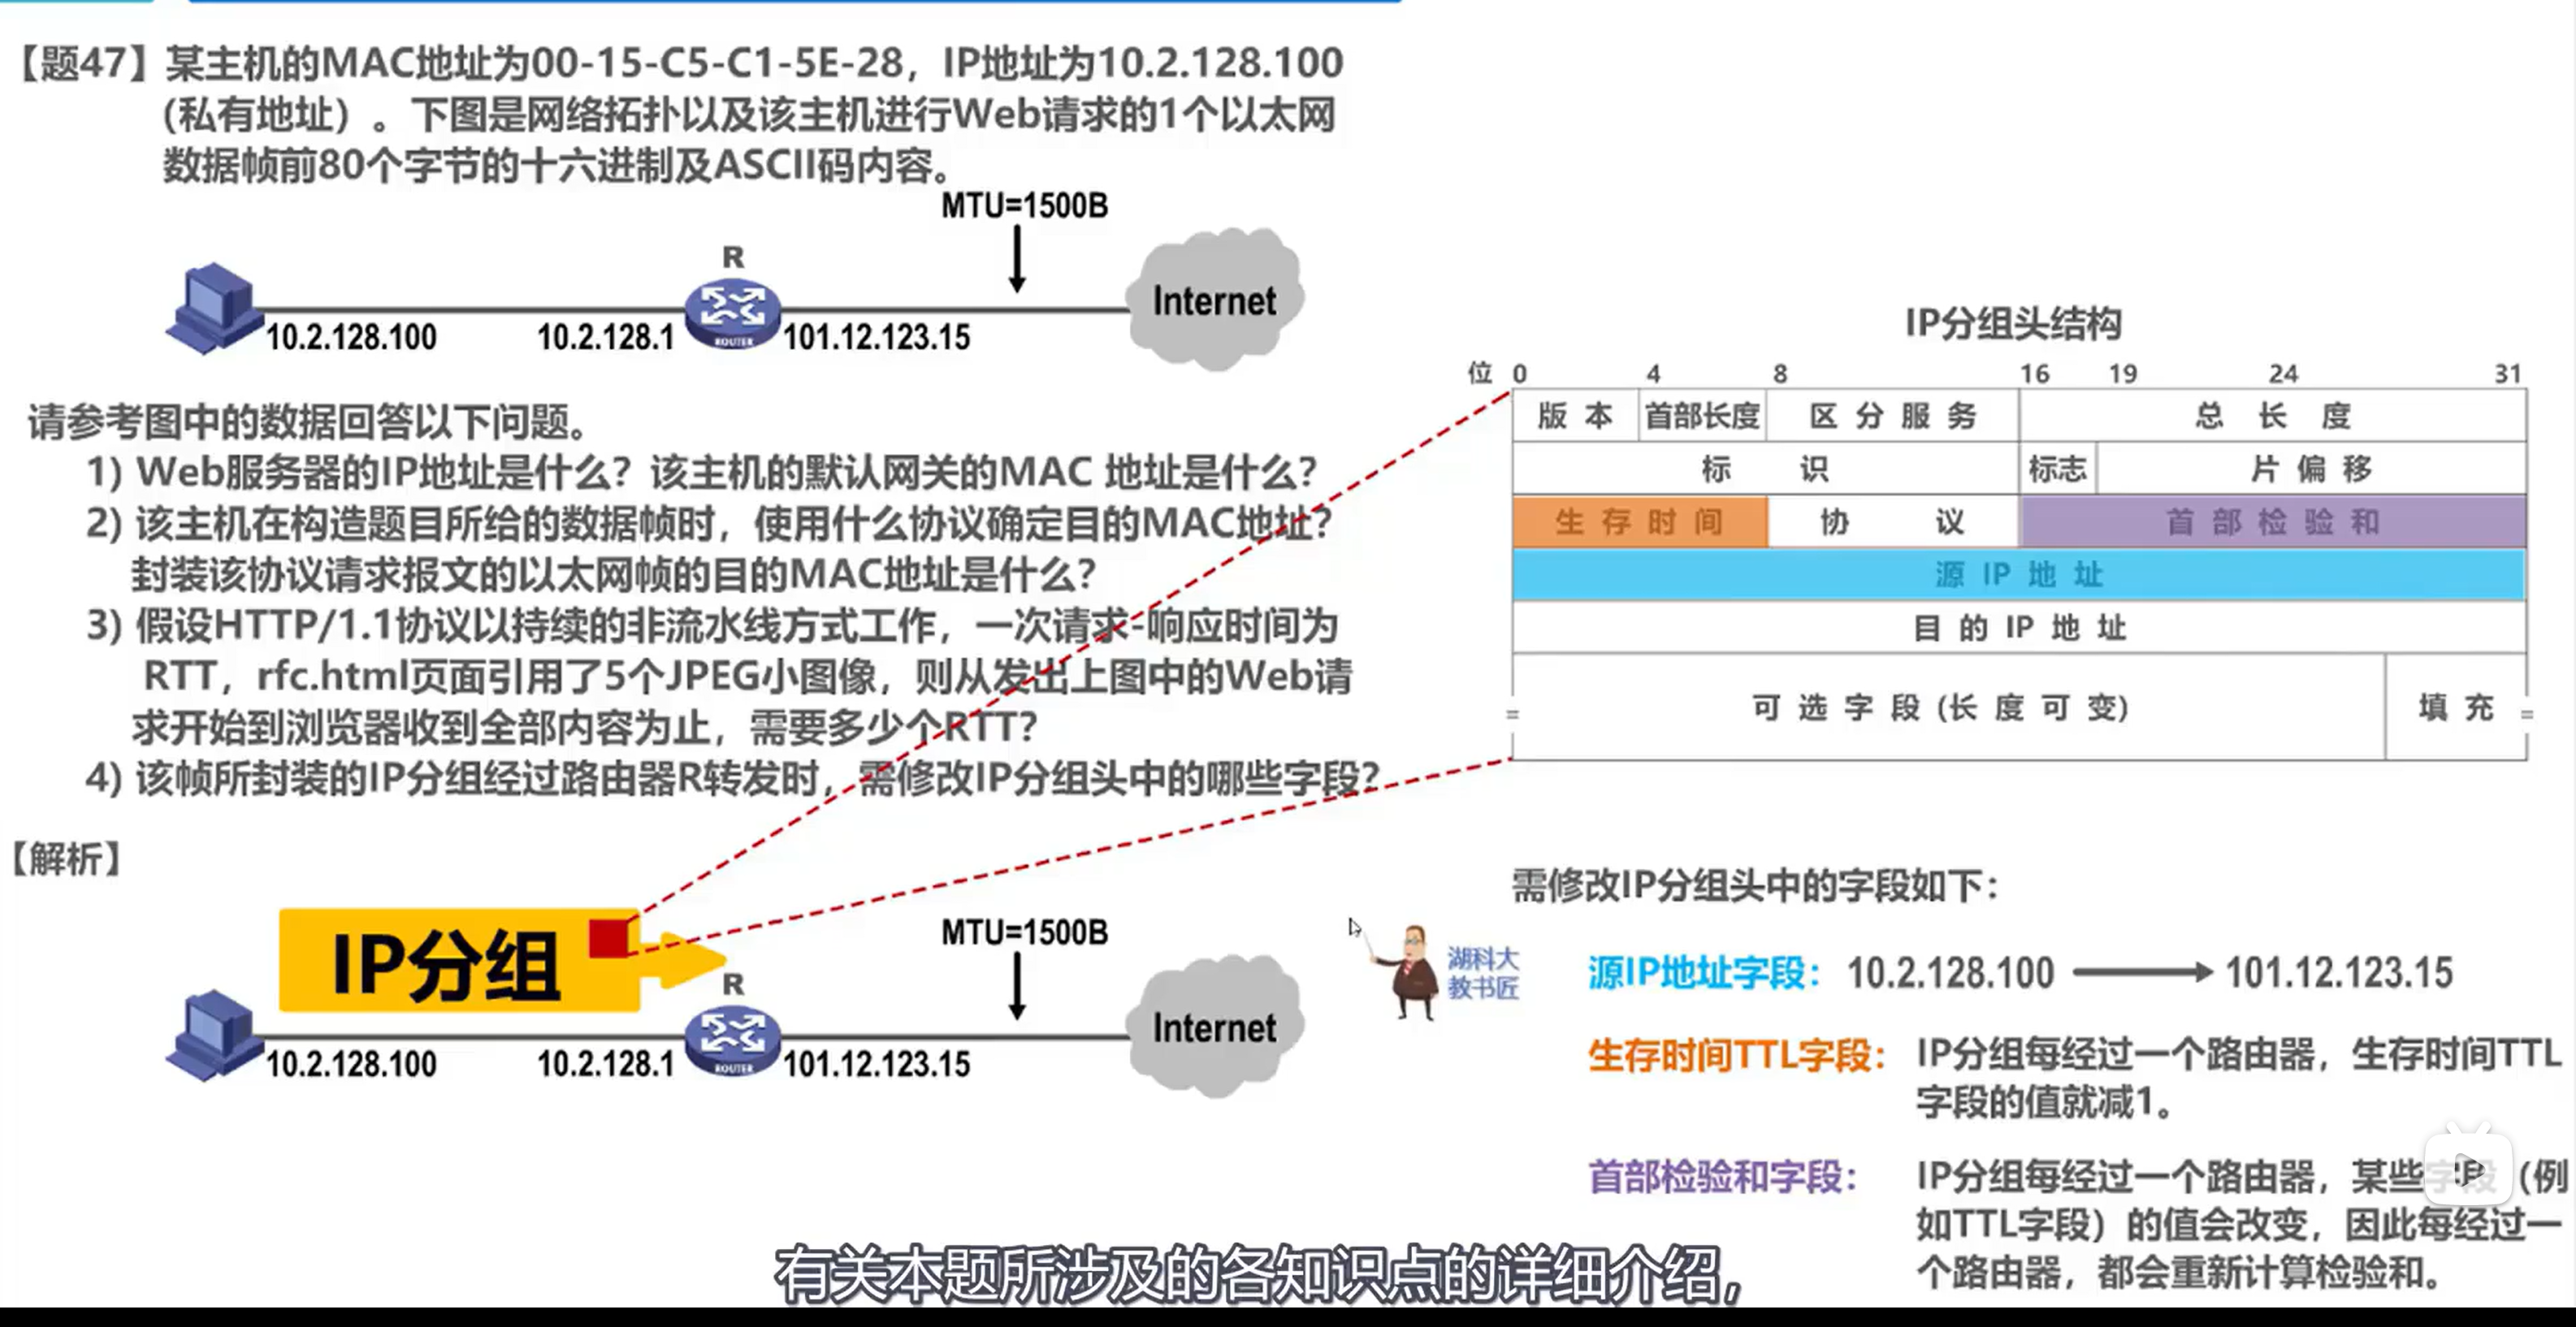 【题47】某主机的MAC地址为00-15-C5-C1-5E-28，IP地址为10.2.128.100
(私有地址）。下图是网络拓扑以及该主机进行Web请求的1个以太网
数据帧前80个字节的十六进制及ASCII码内容。
MTU=1500B
R
Internet
ROUTER
10.2.128.100
10.2.128.1
101.12.123.15
请参考图中的数据回答以下问题。
1) Web服务器的IP地址是什么？该主机的默认网关的MAC 地址是什么？
2) 该主机在构造题目所给的数据帧时，使用什么协议确定目的MAC地址？
封装该协议请求报文的以太网帧的目的MAC地址是什么？
3) 假设HTTP/1.1协议以持续的非流水线方式工作，一次请求-响应时间为
RTT，rfc.html页面引用了5个JPEG小图像，则从发出上图中的Web请
求开始到浏览器收到全部内容为止，需要多少个RTT？
4) 该帧所封装的IP分组经过路由器R转发时，需修改IP分组头中的哪些字段？
【解析】
IP分组
MTU=1500B
R
Internet
ROUTER
10.2.128.100
10.2.128.1
101.12.123.15
IP分组头结构
位 0 4 8 16 19 24 31
版 本 首部长度 区 分 服 务 总 长 度
标 识 标志 片 偏 移
生 存 时 间 协 议 首 部 检 验 和
源 IP 地 址
目 的 IP 地 址
可 选 字 段 (长 度 可 变) 填 充
湖科大
教书匠
需修改IP分组头中的字段如下：
源IP地址字段： 10.2.128.100 101.12.123.15
生存时间TTL字段： IP分组每经过一个路由器，生存时间TTL
字段的值就减1。
首部检验和字段： IP分组每经过一个路由器，某些字段（例
如TTL字段）的值会改变，因此每经过一
个路由器，都会重新计算检验和。
有关本题所涉及的各知识点的详细介绍，